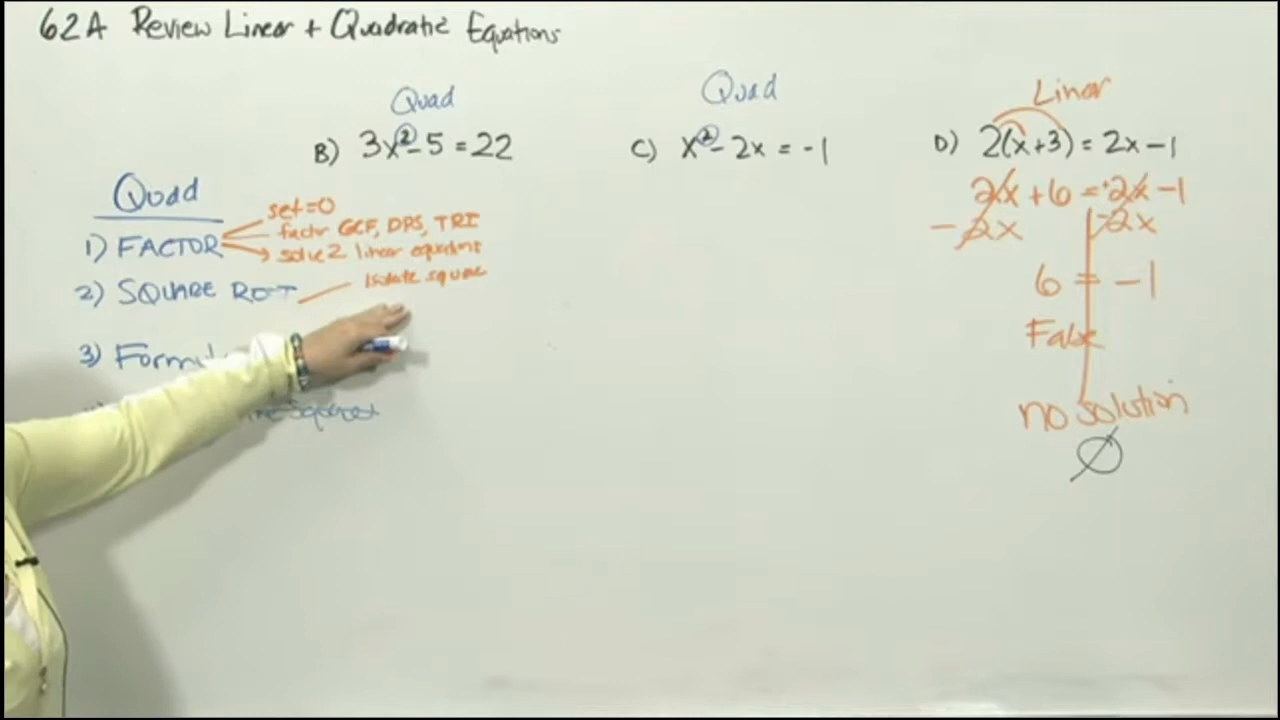 62A Review Linear + Quadratic Equations
Quad
B) 3x² - 5 = 22
Quad
C) x² - 2x = -1
Linear
D) 2(x+3) = 2x - 1
2x + 6 = 2x - 1
- 2x - 2x
6 = -1
False
no solution
∅
Quad
1) FACTOR
set = 0
factor GCF, DPS, TRI
solve 2 linear equations
2) SQUARE ROOT
isolate square
3)